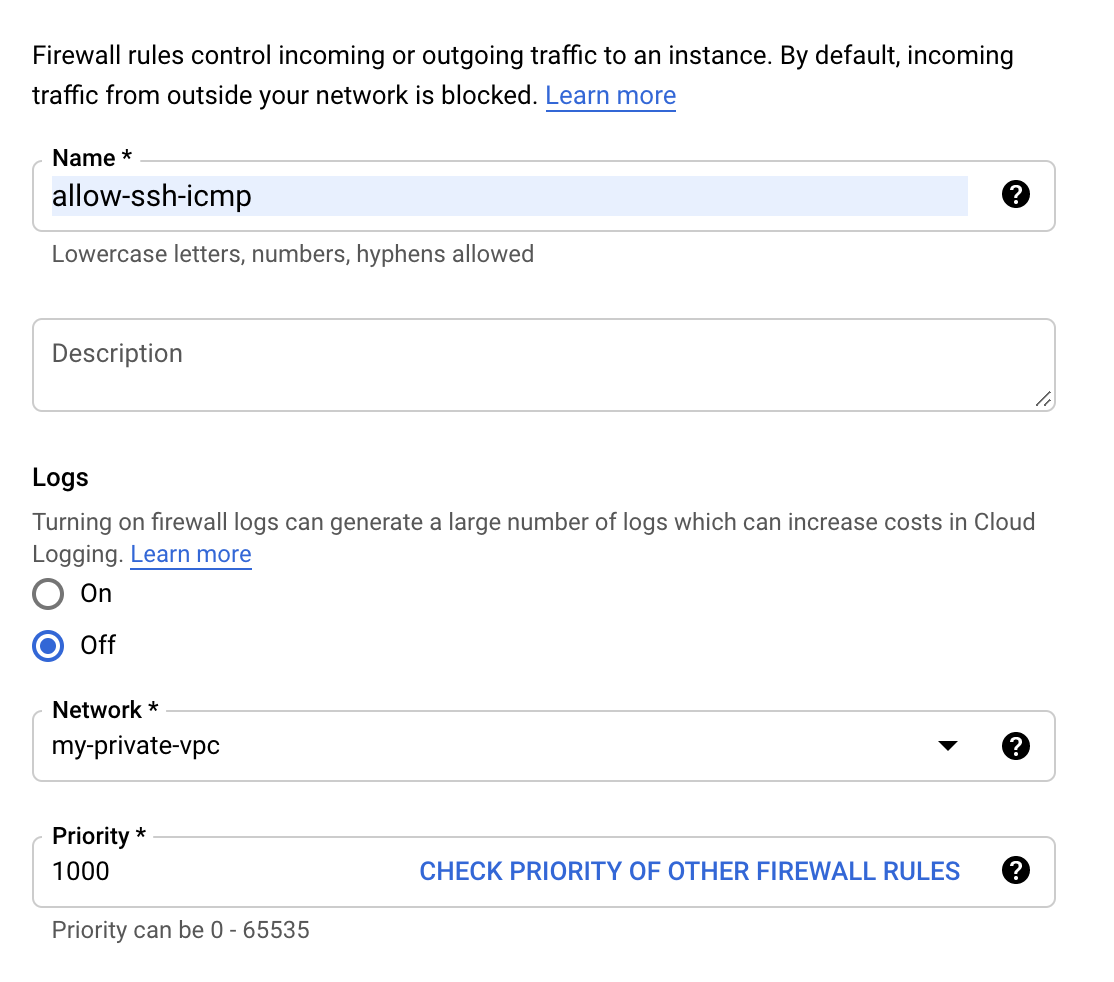 Firewall rules control incoming or outgoing traffic to an instance. By default, incoming
traffic from outside your network is blocked. Learn more
Name *
allow-ssh-icmp
Lowercase letters, numbers, hyphens allowed
Description
Logs
Turning on firewall logs can generate a large number of logs which can increase costs in Cloud
Logging. Learn more
On
Off
Network *
my-private-vpc
Priority *
1000 CHECK PRIORITY OF OTHER FIREWALL RULES
Priority can be 0 - 65535